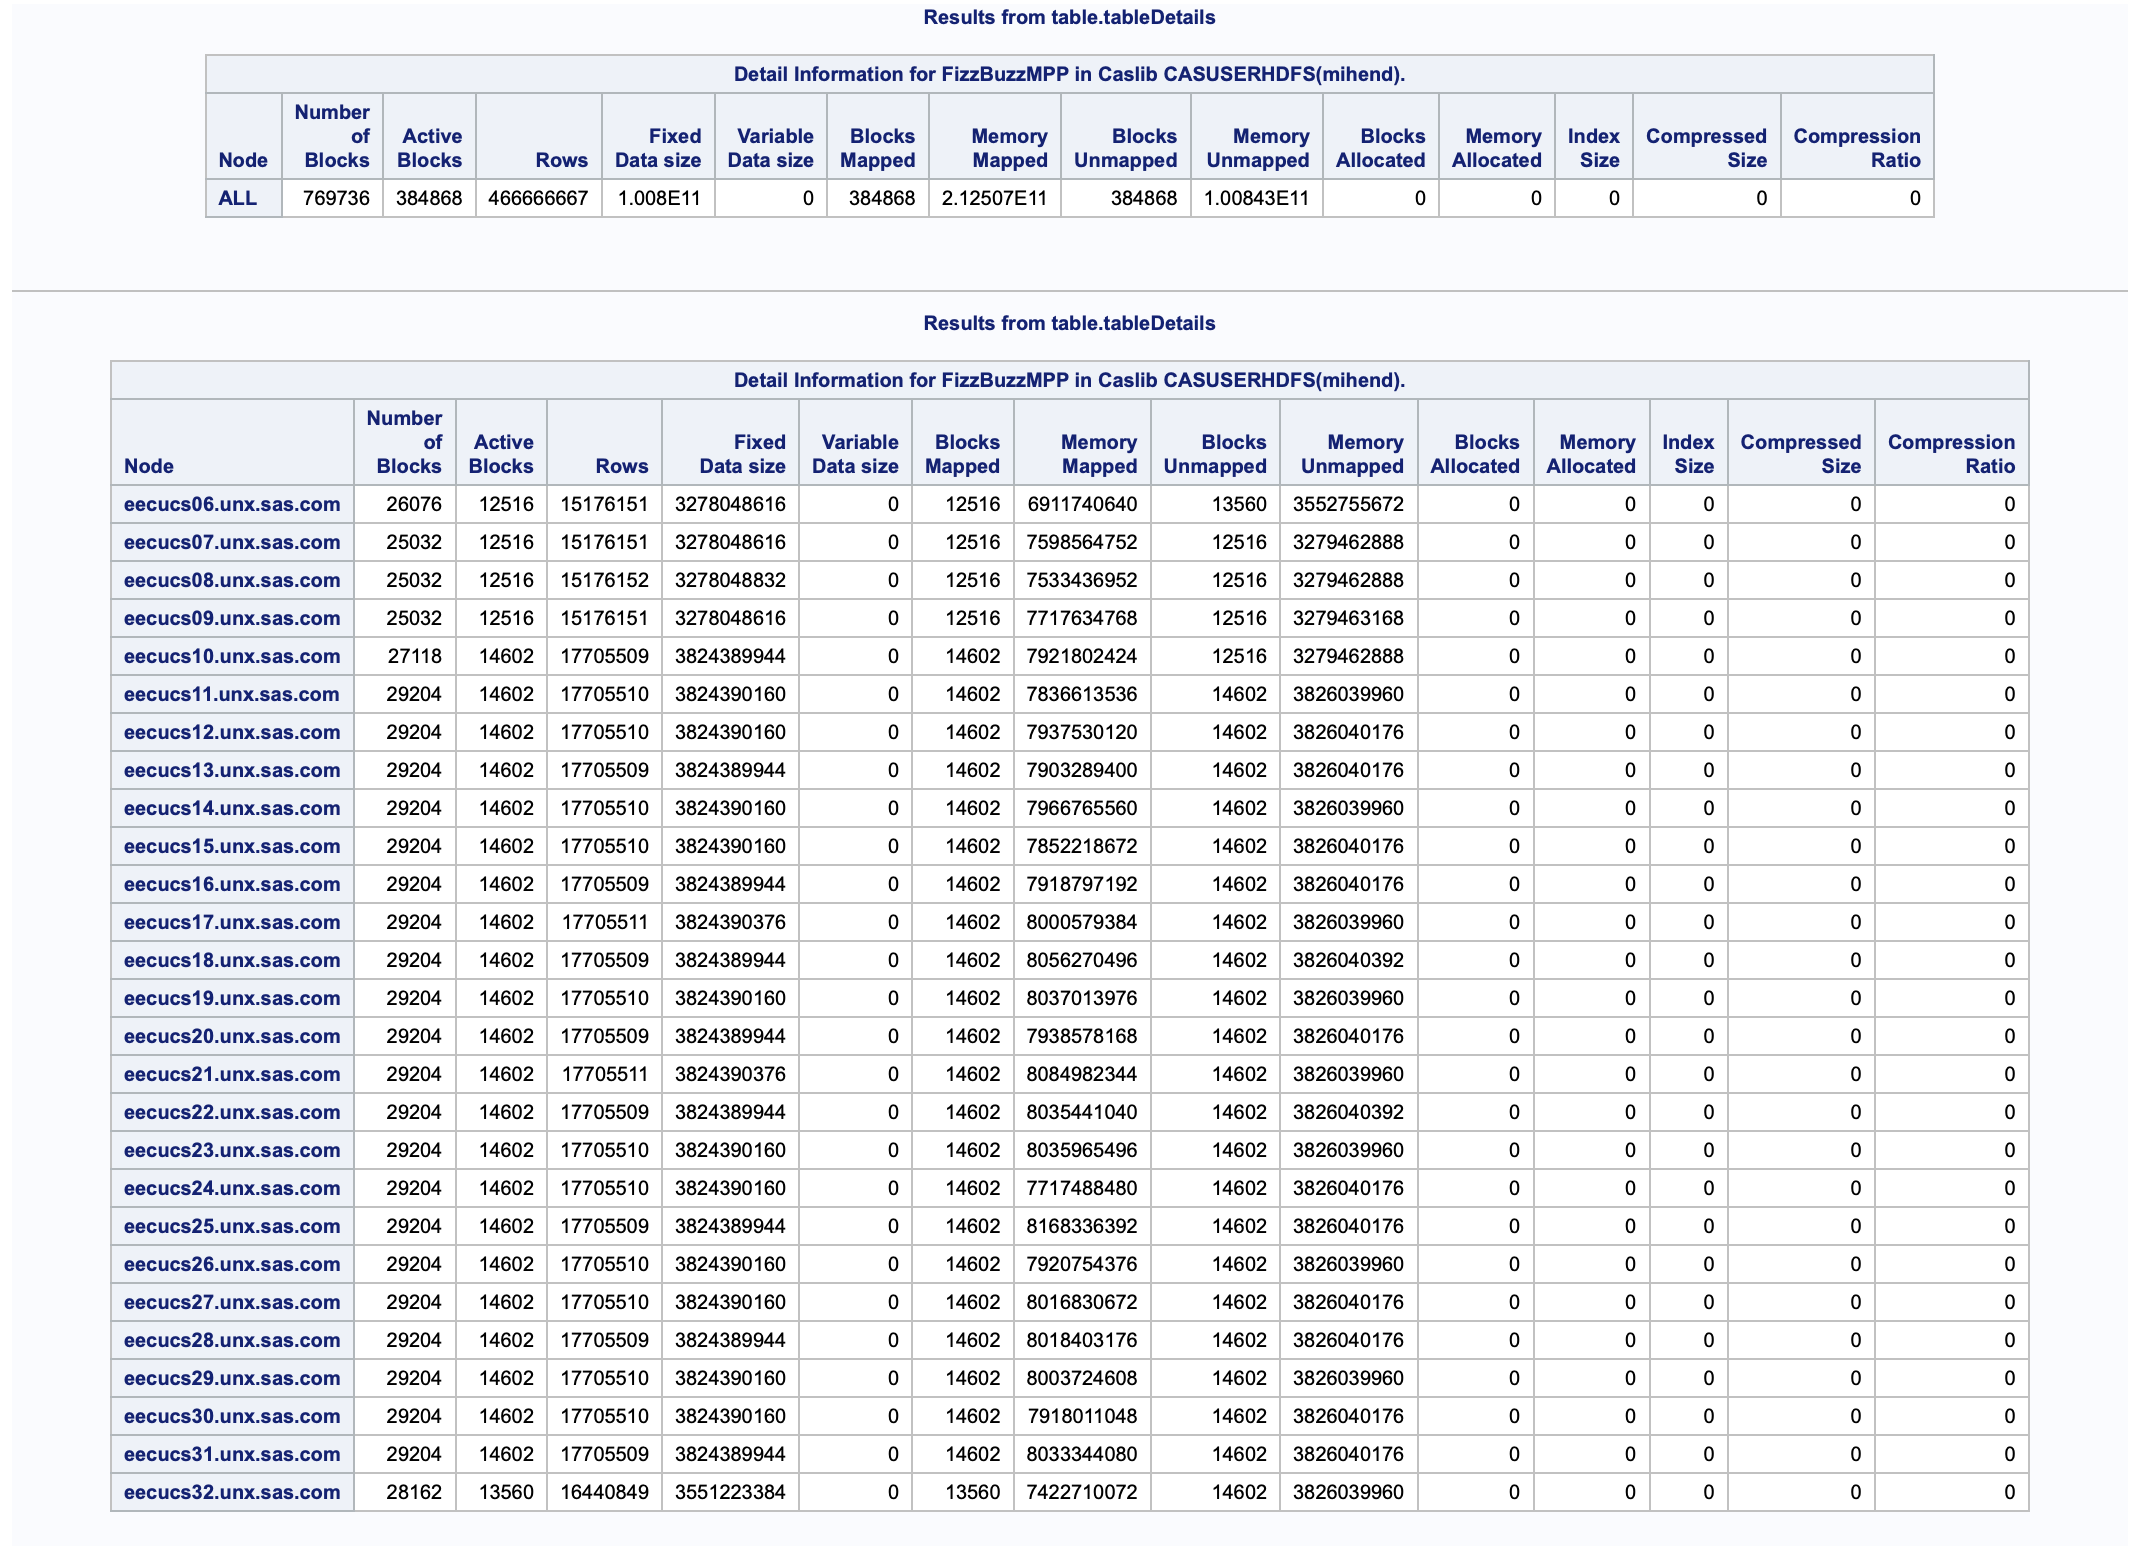 Results from table.tableDetails
Detail Information for FizzBuzzMPP in Caslib CASUSERHDFS(mihend).
Node Number of Blocks Active Blocks Rows Fixed Data size Variable Data size Blocks Mapped Memory Mapped Blocks Unmapped Memory Unmapped Blocks Allocated Memory Allocated Index Size Compressed Size Compression Ratio
ALL 769736 384868 466666667 1.008E11 0 384868 2.12507E11 384868 1.00843E11 0 0 0 0 0
Results from table.tableDetails
Detail Information for FizzBuzzMPP in Caslib CASUSERHDFS(mihend).
Node Number of Blocks Active Blocks Rows Fixed Data size Variable Data size Blocks Mapped Memory Mapped Blocks Unmapped Memory Unmapped Blocks Allocated Memory Allocated Index Size Compressed Size Compression Ratio
eecucs06.unx.sas.com 26076 12516 15176151 3278048616 0 12516 6911740640 13560 3552755672 0 0 0 0 0
eecucs07.unx.sas.com 25032 12516 15176151 3278048616 0 12516 7598564752 12516 3279462888 0 0 0 0 0
eecucs08.unx.sas.com 25032 12516 15176152 3278048832 0 12516 7533436952 12516 3279462888 0 0 0 0 0
eecucs09.unx.sas.com 25032 12516 15176151 3278048616 0 12516 7717634768 12516 3279463168 0 0 0 0 0
eecucs10.unx.sas.com 27118 14602 17705509 3824389944 0 14602 7921802424 12516 3279462888 0 0 0 0 0
eecucs11.unx.sas.com 29204 14602 17705510 3824390160 0 14602 7836613536 14602 3826039960 0 0 0 0 0
eecucs12.unx.sas.com 29204 14602 17705510 3824390160 0 14602 7937530120 14602 3826040176 0 0 0 0 0
eecucs13.unx.sas.com 29204 14602 17705509 3824389944 0 14602 7903289400 14602 3826040176 0 0 0 0 0
eecucs14.unx.sas.com 29204 14602 17705510 3824390160 0 14602 7966765560 14602 3826039960 0 0 0 0 0
eecucs15.unx.sas.com 29204 14602 17705510 3824390160 0 14602 7852218672 14602 3826040176 0 0 0 0 0
eecucs16.unx.sas.com 29204 14602 17705509 3824389944 0 14602 7918797192 14602 3826040176 0 0 0 0 0
eecucs17.unx.sas.com 29204 14602 17705511 3824390376 0 14602 8000579384 14602 3826039960 0 0 0 0 0
eecucs18.unx.sas.com 29204 14602 17705509 3824389944 0 14602 8056270496 14602 3826040392 0 0 0 0 0
eecucs19.unx.sas.com 29204 14602 17705510 3824390160 0 14602 8037013976 14602 3826039960 0 0 0 0 0
eecucs20.unx.sas.com 29204 14602 17705509 3824389944 0 14602 7938578168 14602 3826040176 0 0 0 0 0
eecucs21.unx.sas.com 29204 14602 17705511 3824390376 0 14602 8084982344 14602 3826039960 0 0 0 0 0
eecucs22.unx.sas.com 29204 14602 17705509 3824389944 0 14602 8035441040 14602 3826040392 0 0 0 0 0
eecucs23.unx.sas.com 29204 14602 17705510 3824390160 0 14602 8035965496 14602 3826039960 0 0 0 0 0
eecucs24.unx.sas.com 29204 14602 17705510 3824390160 0 14602 7717488480 14602 3826040176 0 0 0 0 0
eecucs25.unx.sas.com 29204 14602 17705509 3824389944 0 14602 8168336392 14602 3826040176 0 0 0 0 0
eecucs26.unx.sas.com 29204 14602 17705510 3824390160 0 14602 7920754376 14602 3826039960 0 0 0 0 0
eecucs27.unx.sas.com 29204 14602 17705510 3824390160 0 14602 8016830672 14602 3826040176 0 0 0 0 0
eecucs28.unx.sas.com 29204 14602 17705509 3824389944 0 14602 8018403176 14602 3826040176 0 0 0 0 0
eecucs29.unx.sas.com 29204 14602 17705510 3824390160 0 14602 8003724608 14602 3826039960 0 0 0 0 0
eecucs30.unx.sas.com 29204 14602 17705510 3824390160 0 14602 7918011048 14602 3826040176 0 0 0 0 0
eecucs31.unx.sas.com 29204 14602 17705509 3824389944 0 14602 8033344080 14602 3826040176 0 0 0 0 0
eecucs32.unx.sas.com 28162 13560 16440849 3551223384 0 13560 7422710072 14602 3826039960 0 0 0 0 0